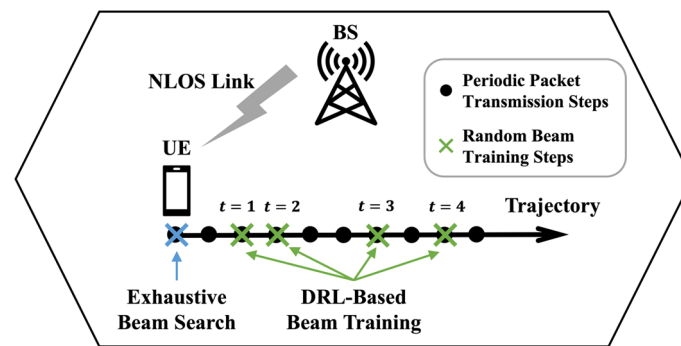 BS
NLOS Link
UE
Periodic Packet
Transmission Steps
Random Beam
Training Steps
t = 1
t = 2
t = 3
t = 4
Trajectory
Exhaustive
Beam Search
DRL-Based
Beam Training